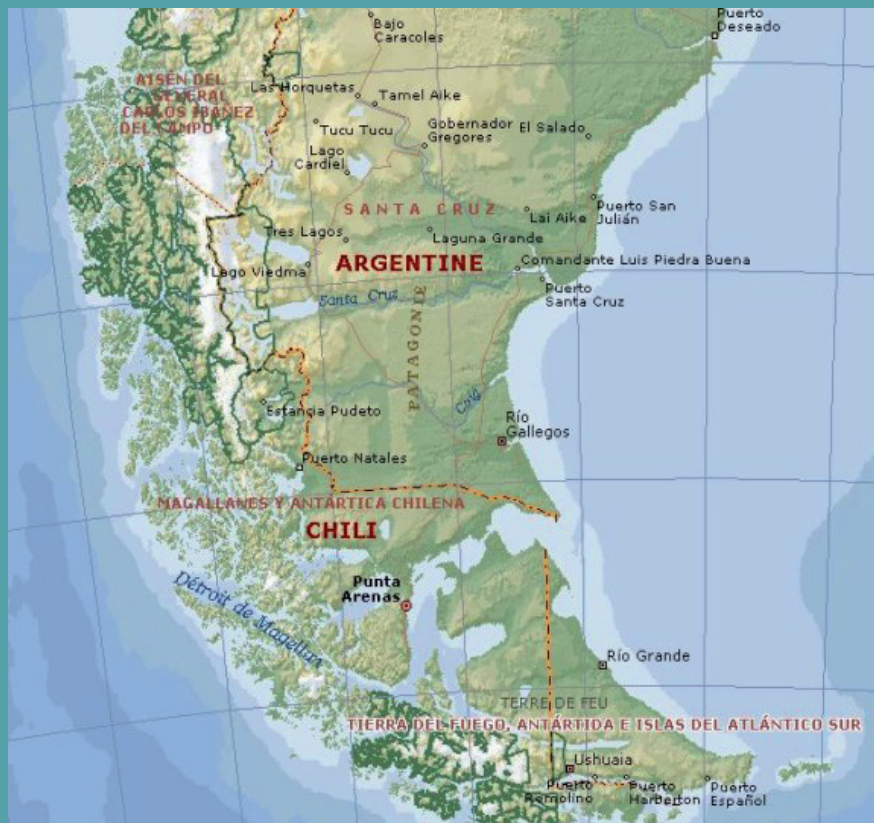 Puerto
Deseado
Bajo
Caracoles
AISÉN DEL
GENERAL
CARLOS IBÁÑEZ
DEL CAMPO
Las Horquetas
Tamel Aike
Tucu Tucu
Gobernador
Gregores
El Salado
Lago
Cardiel
SANTA CRUZ
Puerto San
Julián
Lai Aike
Tres Lagos
Laguna Grande
ARGENTINE
Comandante Luis Piedra Buena
Lago Viedma
Santa Cruz
Puerto
Santa Cruz
PATAGONIE
Coig
Estancia Pudeto
Río
Gallegos
Puerto Natales
MAGALLANES Y ANTÁRTICA CHILENA
CHILI
Détroit de Magellan
Punta
Arenas
Río Grande
TERRE DE FEU
TIERRA DEL FUEGO, ANTÁRTIDA E ISLAS DEL ATLÁNTICO SUR
Ushuaia
Puerto
Remolino
Puerto
Harberton
Puerto
Español